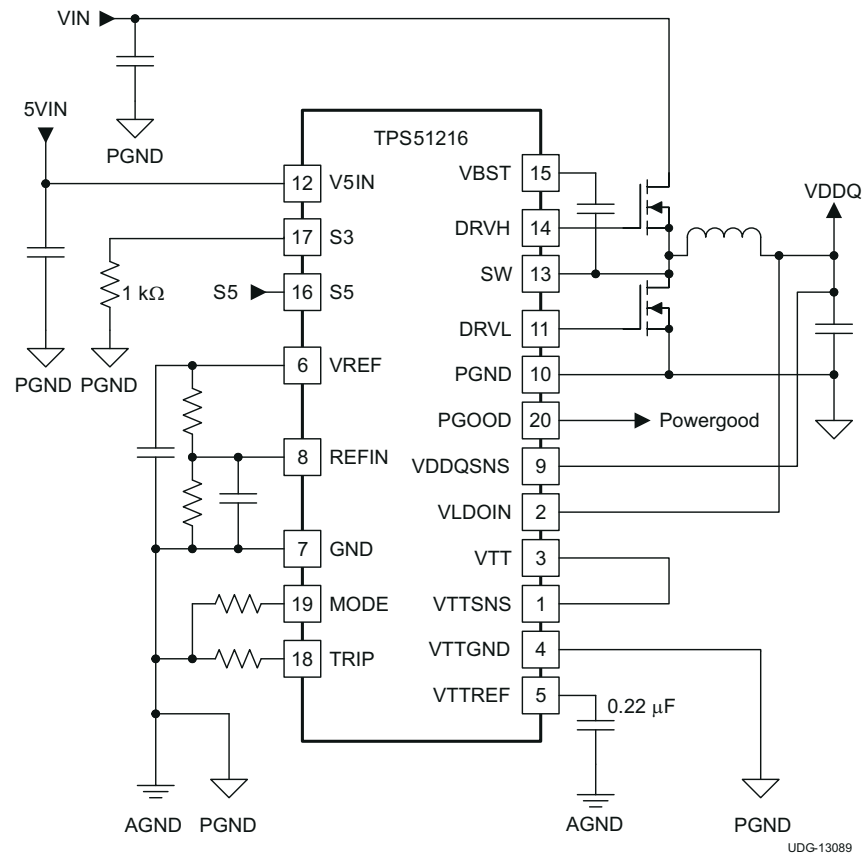 VIN
5VIN
PGND
TPS51216
12 V5IN
17 S3
1 kΩ
S5 16 S5
PGND PGND
6 VREF
8 REFIN
7 GND
19 MODE
18 TRIP
AGND PGND
VBST 15
DRVH 14
SW 13
DRVL 11
PGND 10
PGOOD 20 Powergood
VDDQSNS 9
VLDOIN 2
VTT 3
VTTSNS 1
VTTGND 4
VTTREF 5
0.22 μF
VDDQ
AGND
PGND
UDG-13089